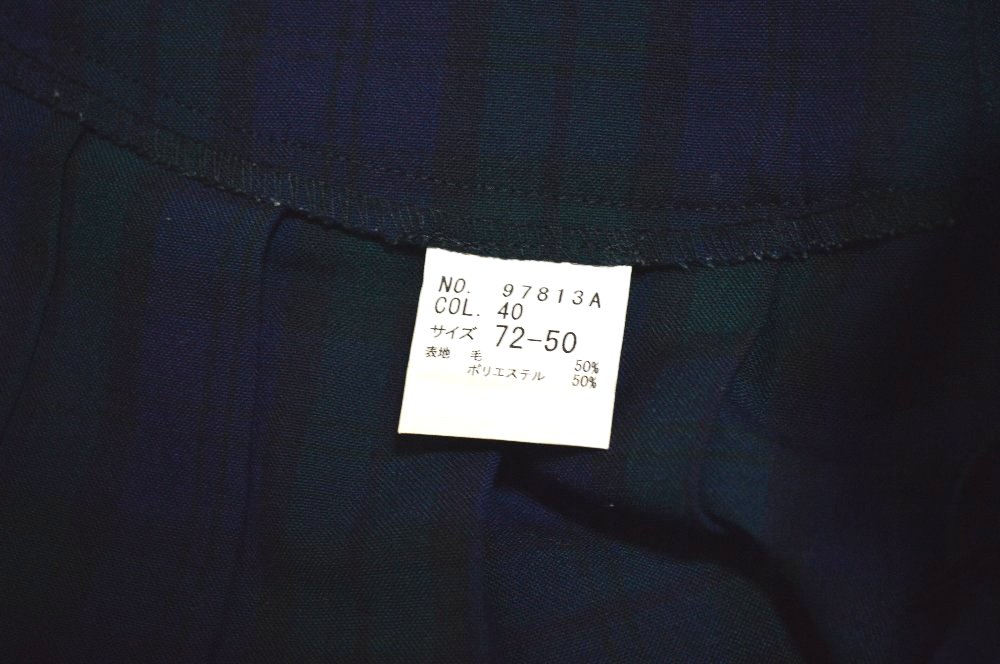 NO. 97813A
COL. 40
サイズ 72-50
表地 毛 50%
ポリエステル 50%